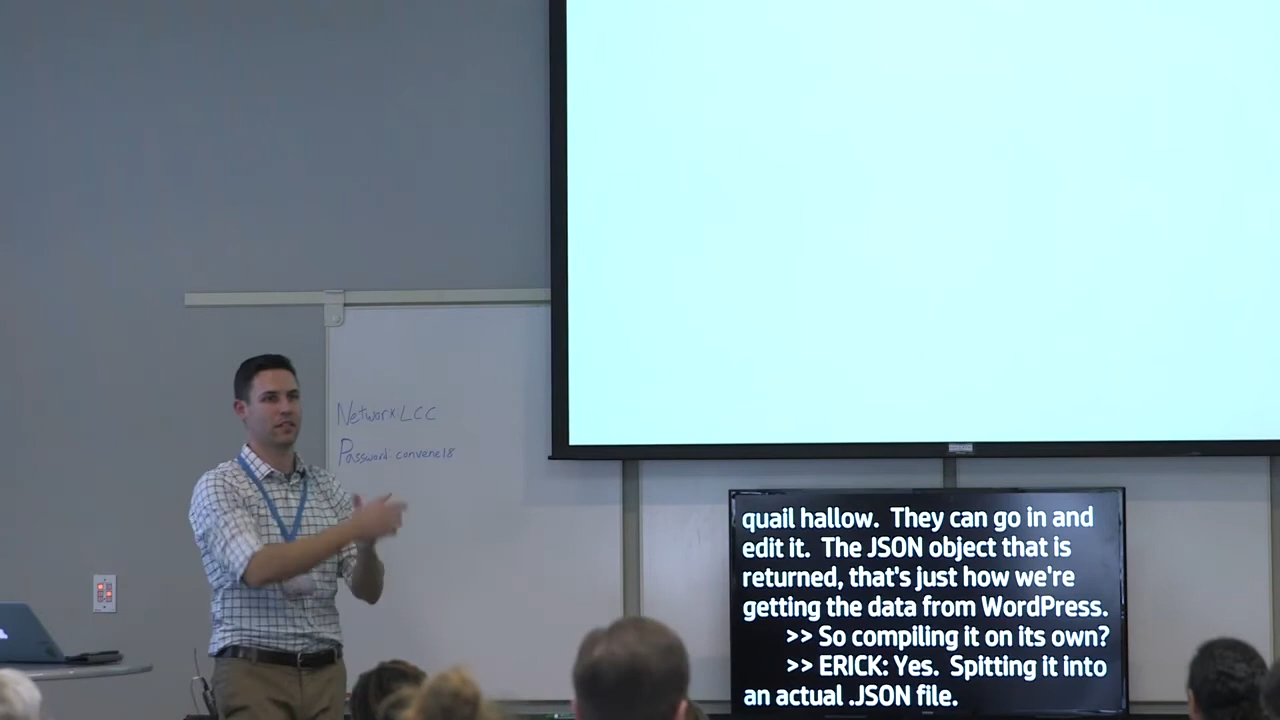 Network: LCC
Password: convene18
quail hallow. They can go in and
edit it. The JSON object that is
returned, that's just how we're
getting the data from WordPress.
>> So compiling it on its own?
>> ERICK: Yes. Spitting it into
an actual .JSON file.